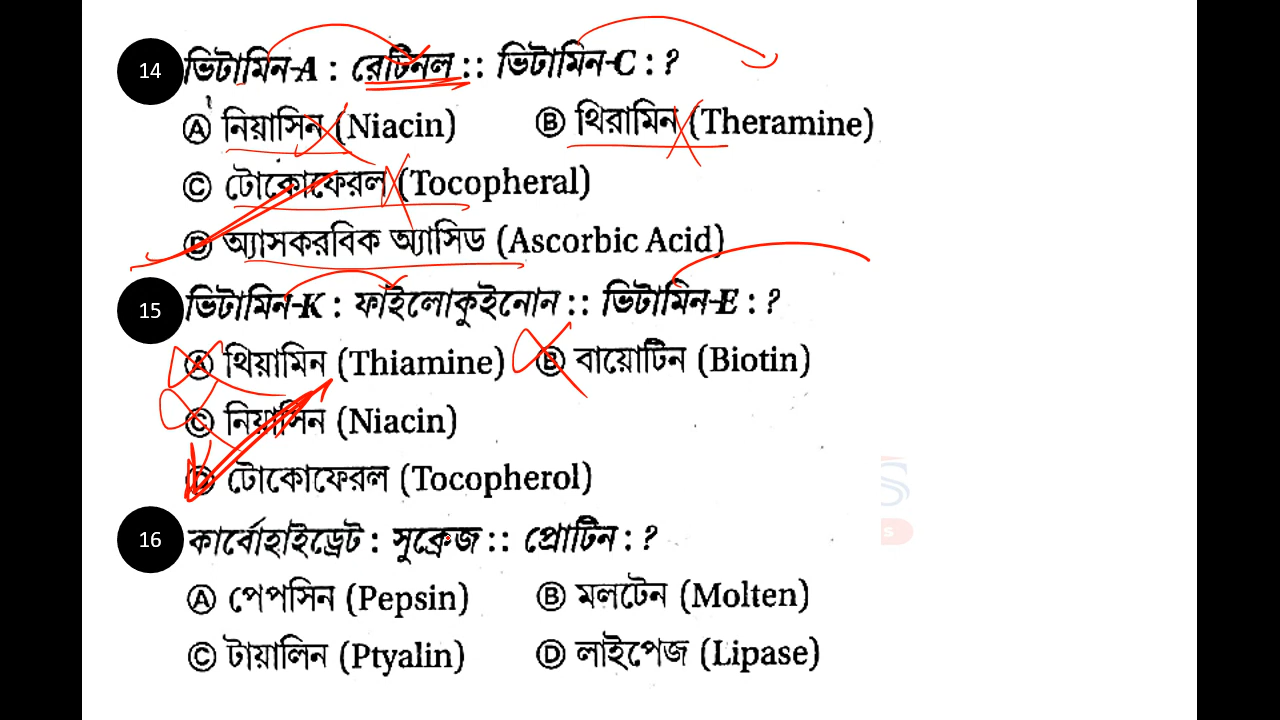 14 ভিটামিন-A : রেটিনল :: ভিটামিন-C : ?
Ⓐ নিয়াসিন (Niacin) Ⓑ থিরামিন (Theramine)
Ⓒ টোকোফেরল (Tocopheral)
Ⓓ অ্যাসকরবিক অ্যাসিড (Ascorbic Acid)
15 ভিটামিন-K : ফাইলোকুইনোন :: ভিটামিন-E : ?
Ⓐ থিয়ামিন (Thiamine) Ⓑ বায়োটিন (Biotin)
Ⓒ নিয়াসিন (Niacin)
Ⓓ টোকোফেরল (Tocopherol)
16 কার্বোহাইড্রেট : সুক্রেজ :: প্রোটিন : ?
Ⓐ পেপসিন (Pepsin) Ⓑ মলটেন (Molten)
Ⓒ টায়ালিন (Ptyalin) Ⓓ লাইপেজ (Lipase)